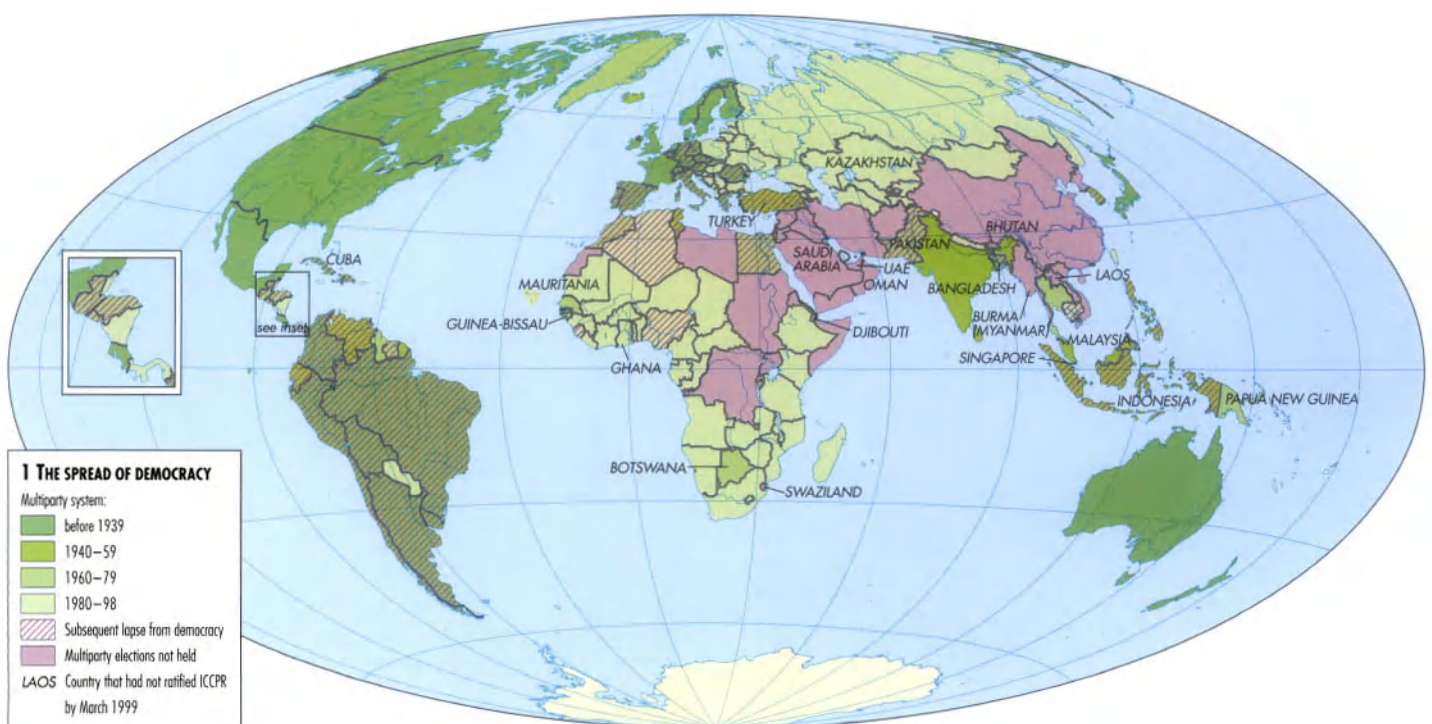 KAZAKHSTAN
TURKEY
BHUTAN
PAKISTAN
CUBA
SAUDI
ARABIA
UAE
OMAN
LAOS
MAURITANIA
BANGLADESH
GUINEA-BISSAU
DJIBOUTI
BURMA
(MYANMAR)
see inset
MALAYSIA
GHANA
SINGAPORE
INDONESIA
PAPUA NEW GUINEA
BOTSWANA
SWAZILAND
1 THE SPREAD OF DEMOCRACY
Multiparty system:
before 1939
1940–59
1960–79
1980–98
Subsequent lapse from democracy
Multiparty elections not held
LAOS Country that had not ratified ICCPR
by March 1999